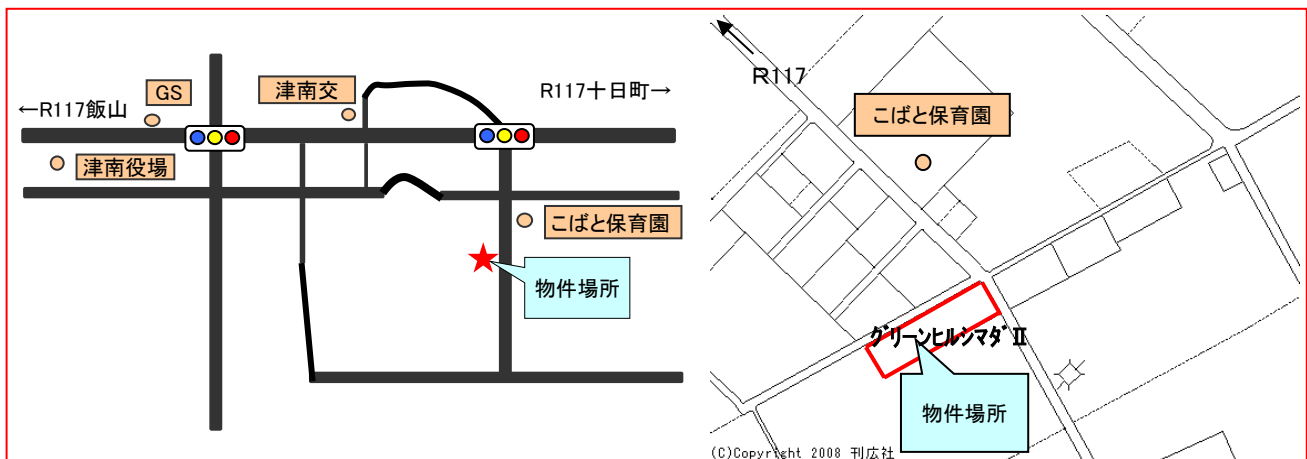 ←R117飯山
GS
津南交
R117十日町→
津南役場
こばと保育園
物件場所
R117
こばと保育園
グリーンヒルシマダⅡ
物件場所
(C)Copyright 2008 刊広社